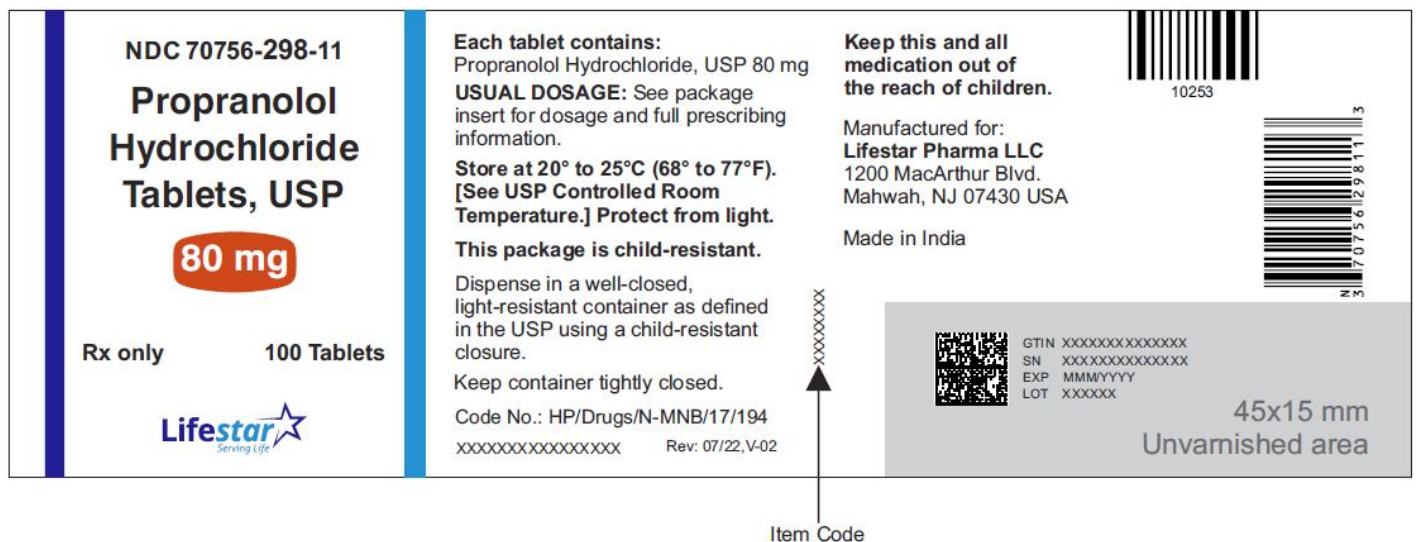 NDC 70756-298-11
Propranolol
Hydrochloride
Tablets, USP
80 mg
Rx only 100 Tablets
Lifestar
Serving Life
Each tablet contains:
Propranolol Hydrochloride, USP 80 mg
USUAL DOSAGE: See package
insert for dosage and full prescribing
information.
Store at 20° to 25°C (68° to 77°F).
[See USP Controlled Room
Temperature.] Protect from light.
This package is child-resistant.
Dispense in a well-closed,
light-resistant container as defined
in the USP using a child-resistant
closure.
Keep container tightly closed.
Code No.: HP/Drugs/N-MNB/17/194
XXXXXXXXXXXXXXXX Rev: 07/22,V-02
XXXXXXXXX
Item Code
Keep this and all
medication out of
the reach of children.
Manufactured for:
Lifestar Pharma LLC
1200 MacArthur Blvd.
Mahwah, NJ 07430 USA
Made in India
10253
N
3 70756 29811 3
GTIN XXXXXXXXXXXXXX
SN XXXXXXXXXXXXXX
EXP MMM/YYYY
LOT XXXXXX
45x15 mm
Unvarnished area